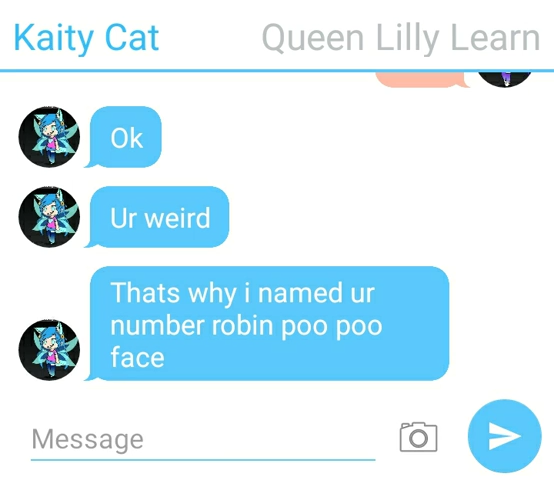 Kaity Cat Queen Lilly Learn
Ok
Ur weird
Thats why i named ur
number robin poo poo
face
Message